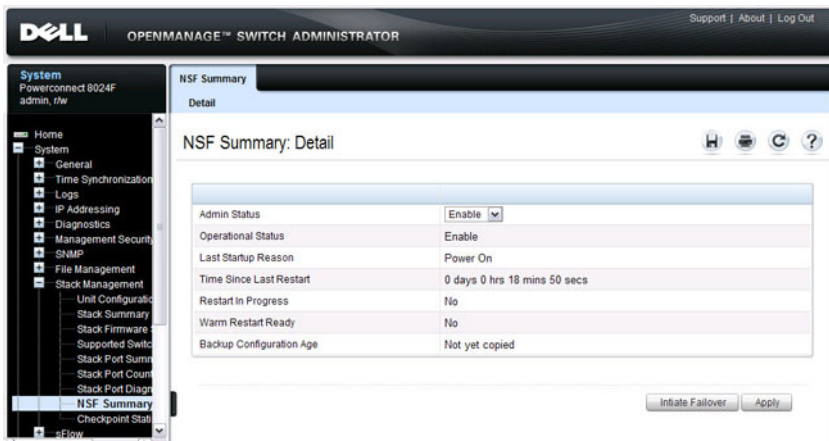 Support | About | Log Out
DELL
OPENMANAGE™ SWITCH ADMINISTRATOR
System
Powerconnect 8024F
admin, r/w
Home
System
General
Time Synchronization
Logs
IP Addressing
Diagnostics
Management Security
SNMP
File Management
Stack Management
Unit Configuratio
Stack Summary
Stack Firmware
Supported Switc
Stack Port Summ
Stack Port Count
Stack Port Diagn
NSF Summary
Checkpoint Stati
sFlow
NSF Summary
Detail
NSF Summary: Detail
Admin Status Enable
Operational Status Enable
Last Startup Reason Power On
Time Since Last Restart 0 days 0 hrs 18 mins 50 secs
Restart In Progress No
Warm Restart Ready No
Backup Configuration Age Not yet copied
Intiate Failover Apply